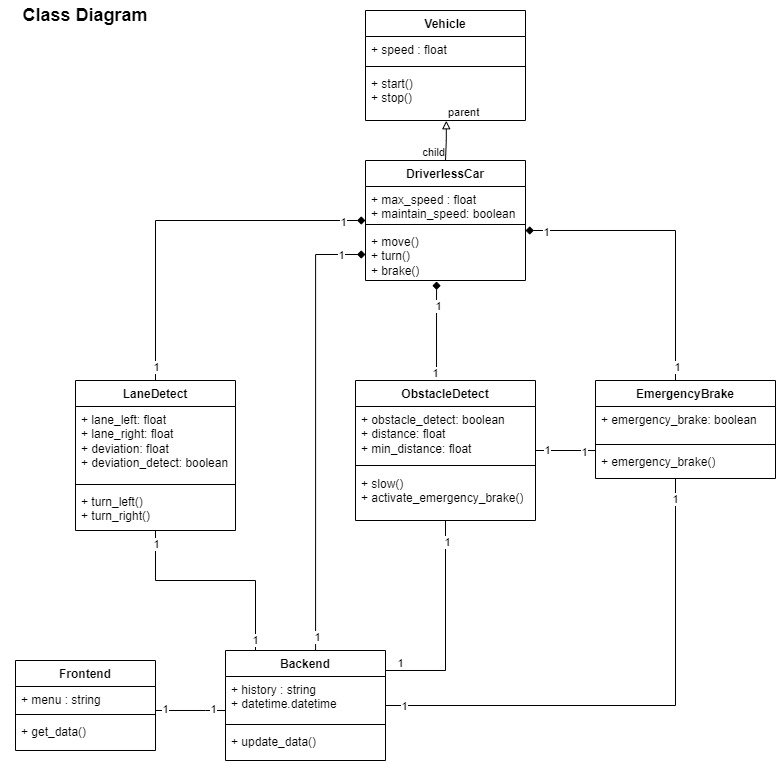 Class Diagram
Vehicle
+ speed : float
+ start()
+ stop()
parent
child
DriverlessCar
+ max_speed : float
+ maintain_speed: boolean
+ move()
+ turn()
+ brake()
1
1
1
1
1
1
1
LaneDetect
+ lane_left: float
+ lane_right: float
+ deviation: float
+ deviation_detect: boolean
+ turn_left()
+ turn_right()
ObstacleDetect
+ obstacle_detect: boolean
+ distance: float
+ min_distance: float
+ slow()
+ activate_emergency_brake()
1
1
EmergencyBrake
+ emergency_brake: boolean
+ emergency_brake()
1
1
1
1
1
1
1
Frontend
+ menu : string
+ get_data()
1
1
Backend
+ history : string
+ datetime.datetime
+ update_data()